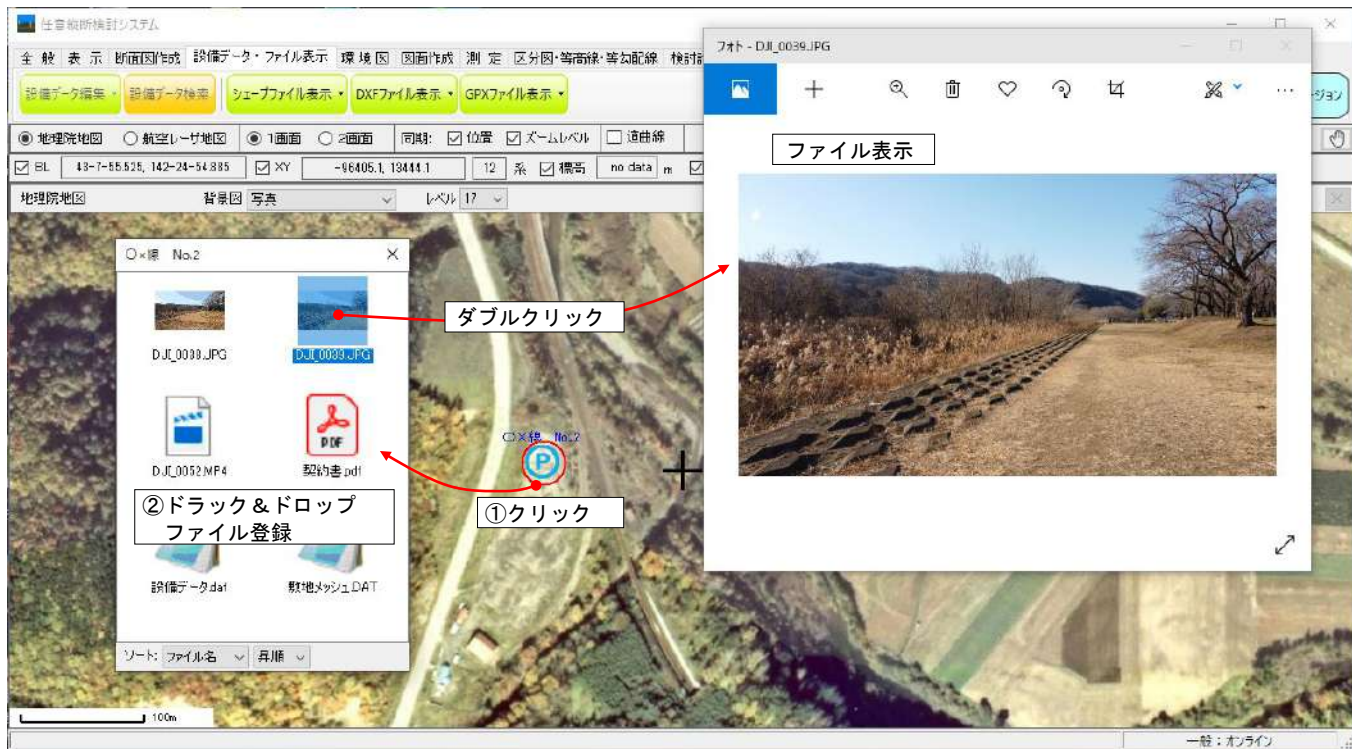 任意縦断検討システム
全 般 表 示 断面図作成 設備データ・ファイル表示 環 境 図 図面作成 測 定 区分図・等高線・等勾配線
設備データ編集 設備データ検索 シェープファイル表示 DXFファイル表示 GPXファイル表示
地理院地図 航空レーザ地図 1画面 2画面 同期: 位置 ズームレベル 道曲線
BL 43-7-55.525, 142-24-54.885 XY -96405.1, 13444.1 12 系 標高 no data m
地理院地図 背景図 写真 レベル 17
フォト - DJI_0039.JPG
ファイル表示
〇×線 No.2
DJI_0038.JPG DJI_0039.JPG
ダブルクリック
PDF
DJI_0052.MP4 契約書.pdf
〇×線 No.2
P
①クリック
②ドラック＆ドロップ
ファイル登録
設備データ.dat 敷地メッシュ.DAT
ソート: ファイル名 昇順
100m
一般：オンライン